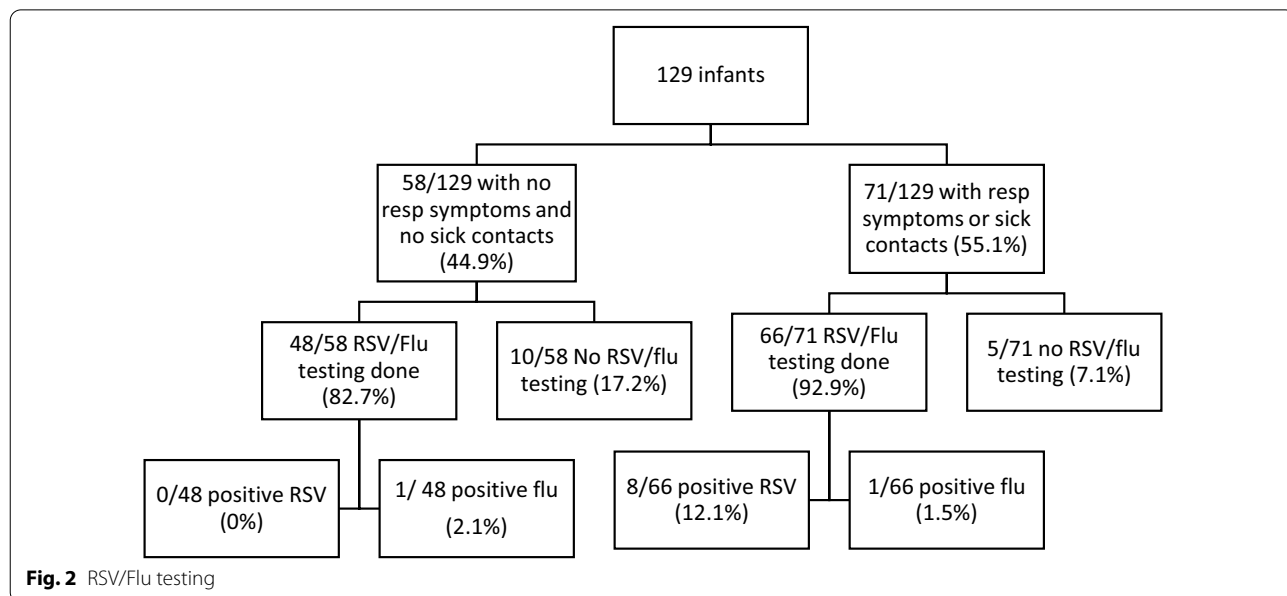 129 infants
58/129 with no
resp symptoms and
no sick contacts
(44.9%)
71/129 with resp
symptoms or sick
contacts (55.1%)
48/58 RSV/Flu
testing done
(82.7%)
10/58 No RSV/flu
testing (17.2%)
66/71 RSV/Flu
testing done
(92.9%)
5/71 no RSV/flu
testing (7.1%)
0/48 positive RSV
(0%)
1/ 48 positive flu
(2.1%)
8/66 positive RSV
(12.1%)
1/66 positive flu
(1.5%)
Fig. 2 RSV/Flu testing